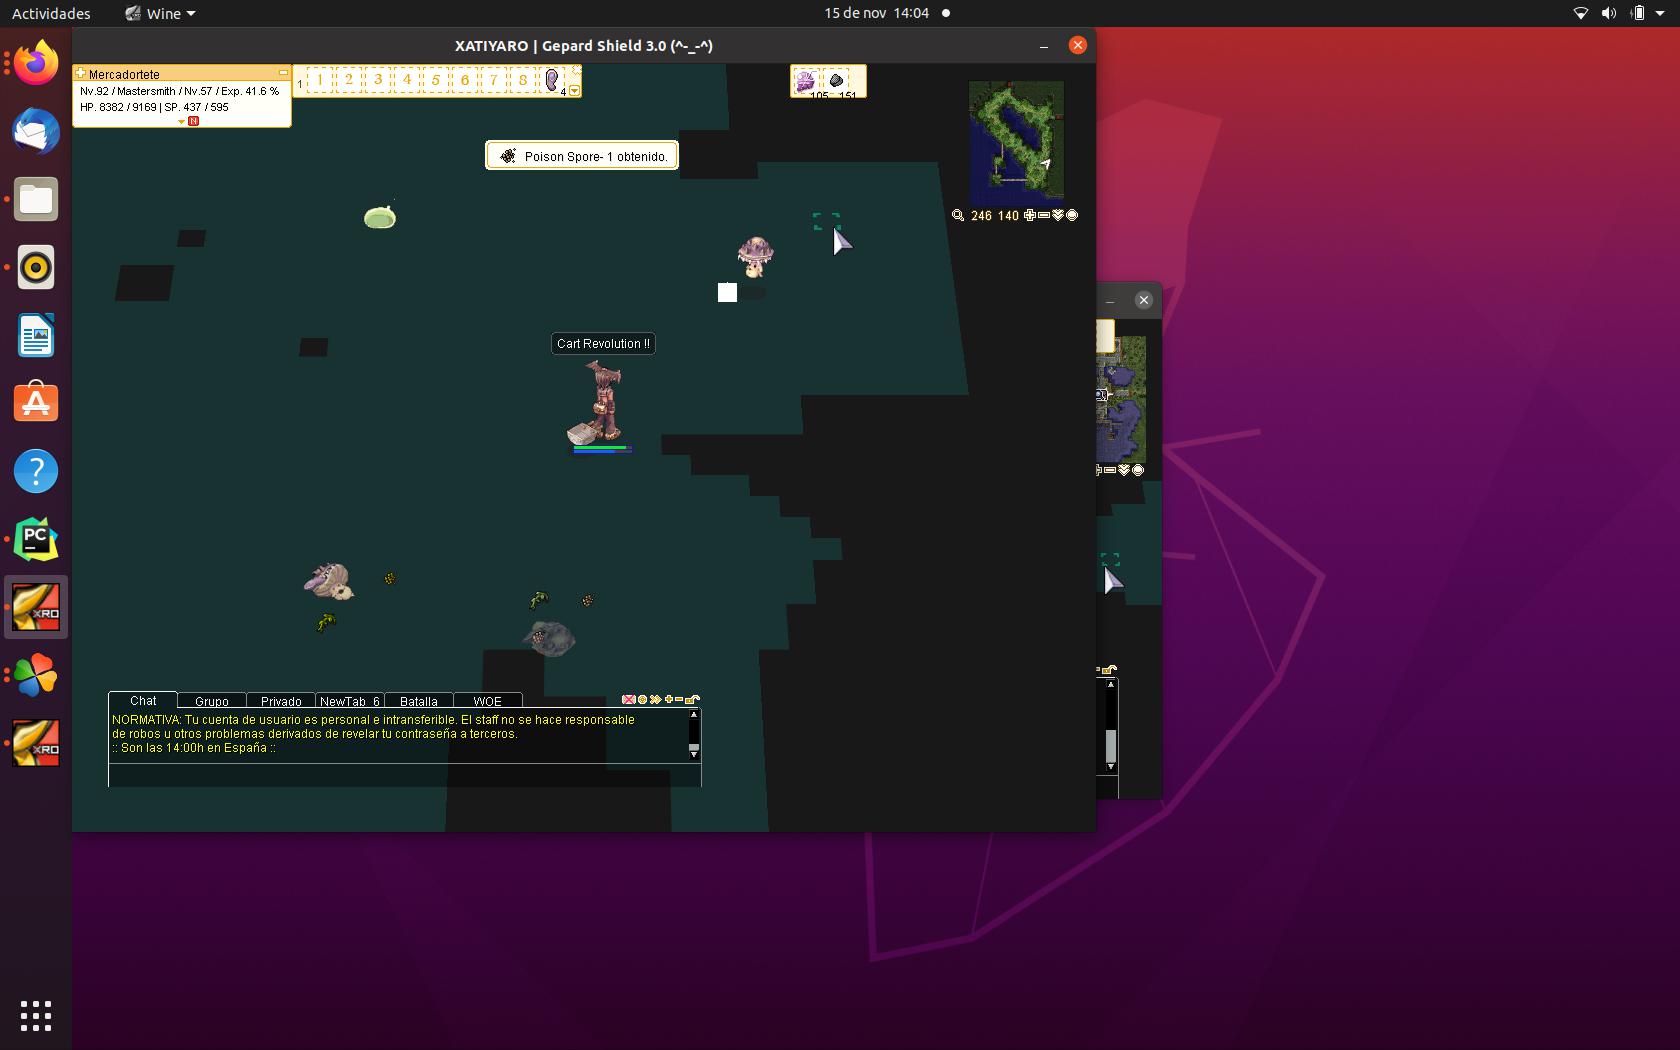 Actividades
Wine
15 de nov 14:04
XATIYARO | Gepard Shield 3.0 (^-_-^)
Mercadortete
Nv.92 / Mastersmith / Nv.57 / Exp. 41.6 %
HP. 8382 / 9169 | SP. 437 / 595
N
1 1 2 3 4 5 6 7 8 4
105 151
Poison Spore- 1 obtenido.
246 140
Cart Revolution !!
Chat Grupo Privado NewTab_6 Batalla WOE
NORMATIVA: Tu cuenta de usuario es personal e intransferible. El staff no se hace responsable
de robos u otros problemas derivados de revelar tu contraseña a terceros.
:: Son las 14:00h en España ::
A
?
PC
XRO
XRO